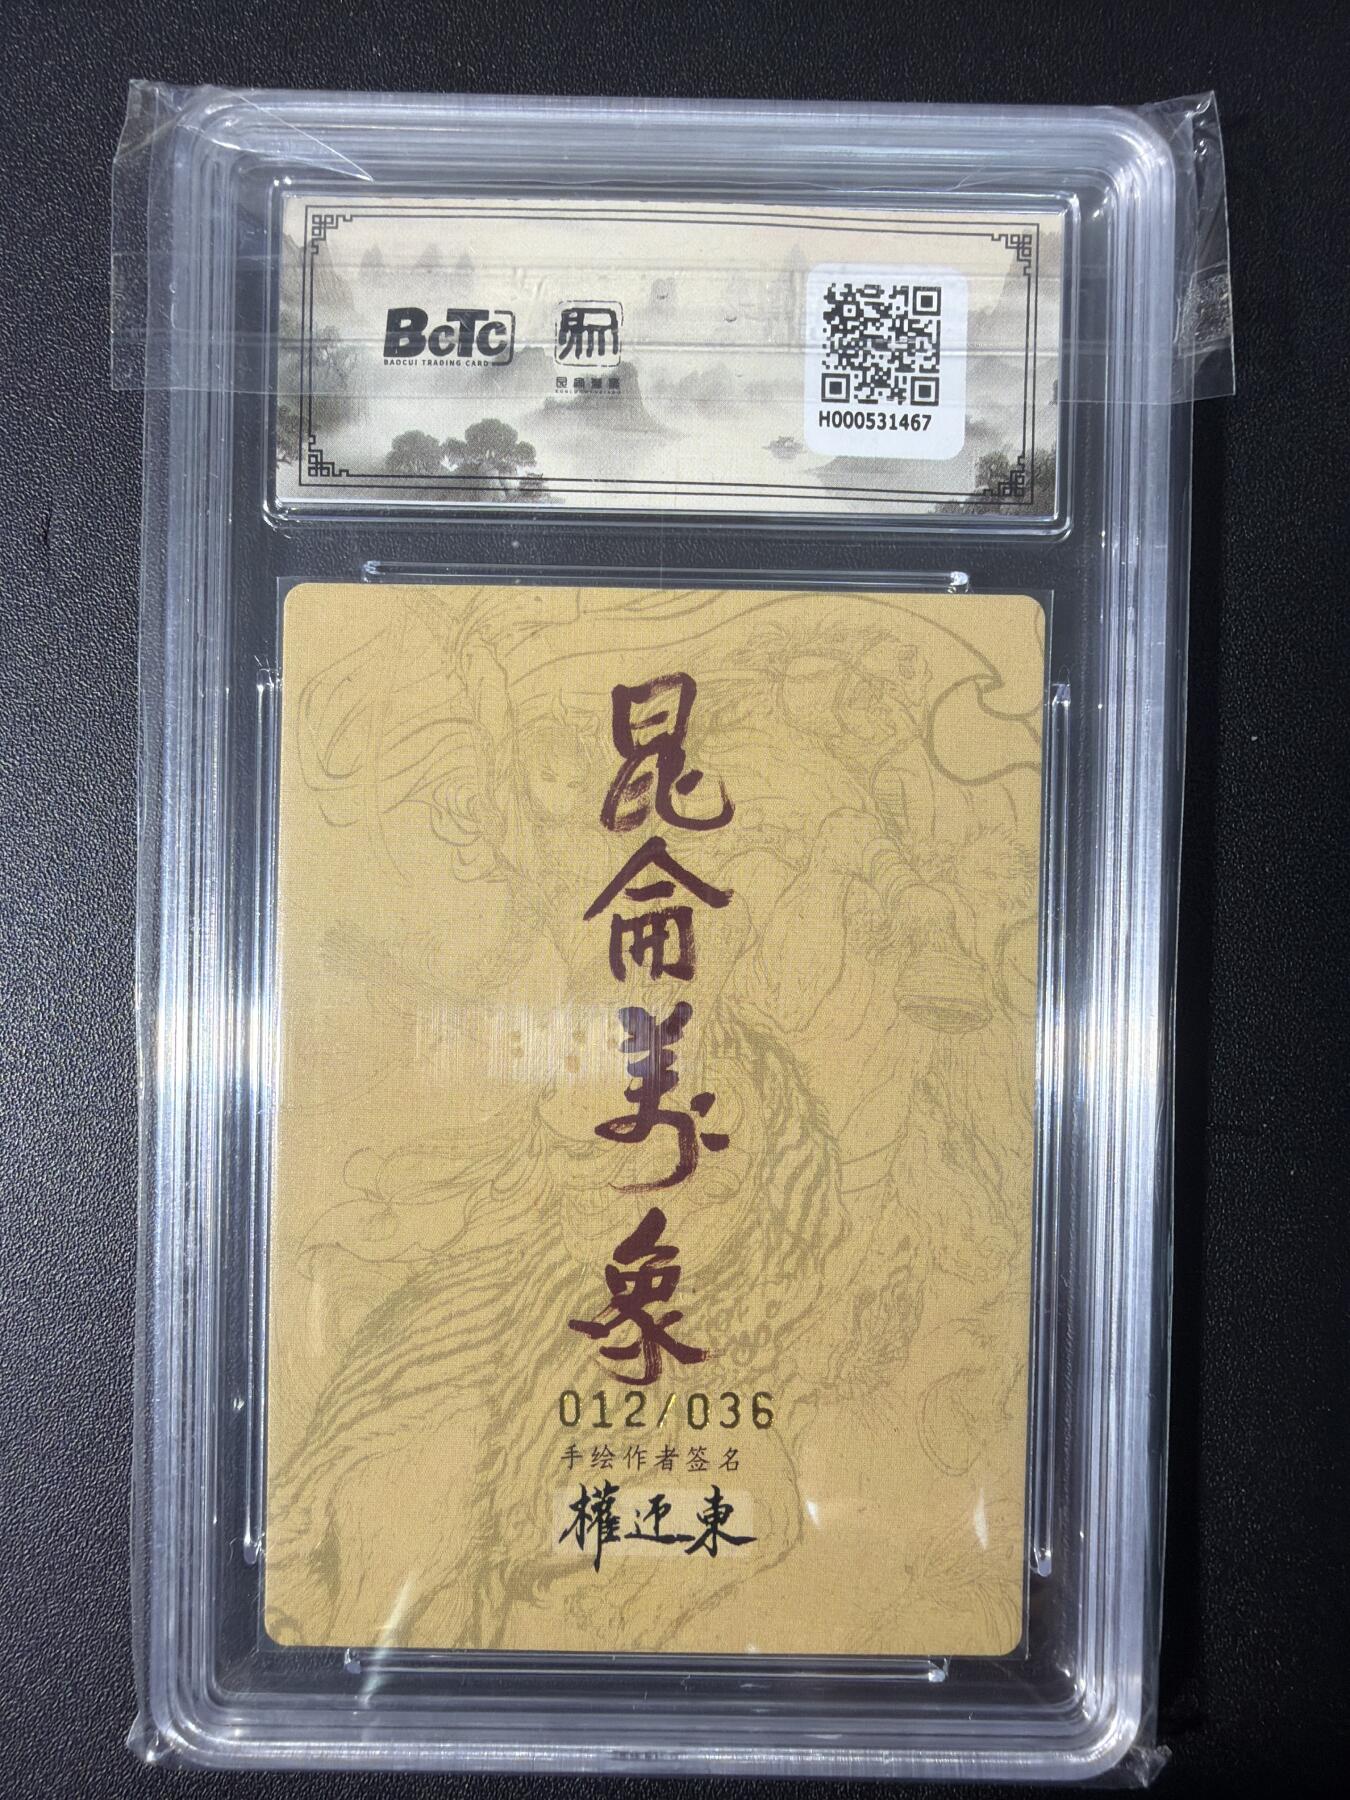 BcTc
BAOCUI TRADING CARD
H000531467
昆
侖
萬
象
012/036
手绘作者签名
權迎東